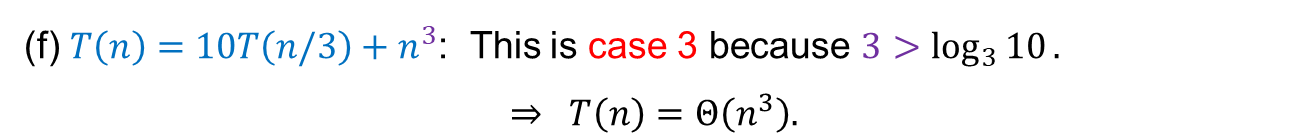 (f) T(n) = 10T(n/3) + n³: This is case 3 because 3 > log₃ 10.
⇒ T(n) = Θ(n³).